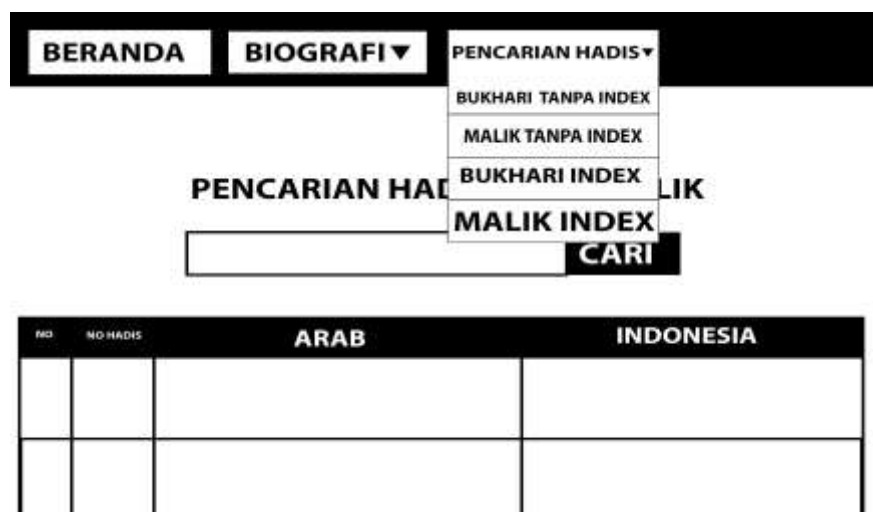 BERANDA BIOGRAFI▼ PENCARIAN HADIS▼
BUKHARI TANPA INDEX
MALIK TANPA INDEX
BUKHARI INDEX
MALIK INDEX
PENCARIAN
CARI
NO NO HADIS ARAB INDONESIA